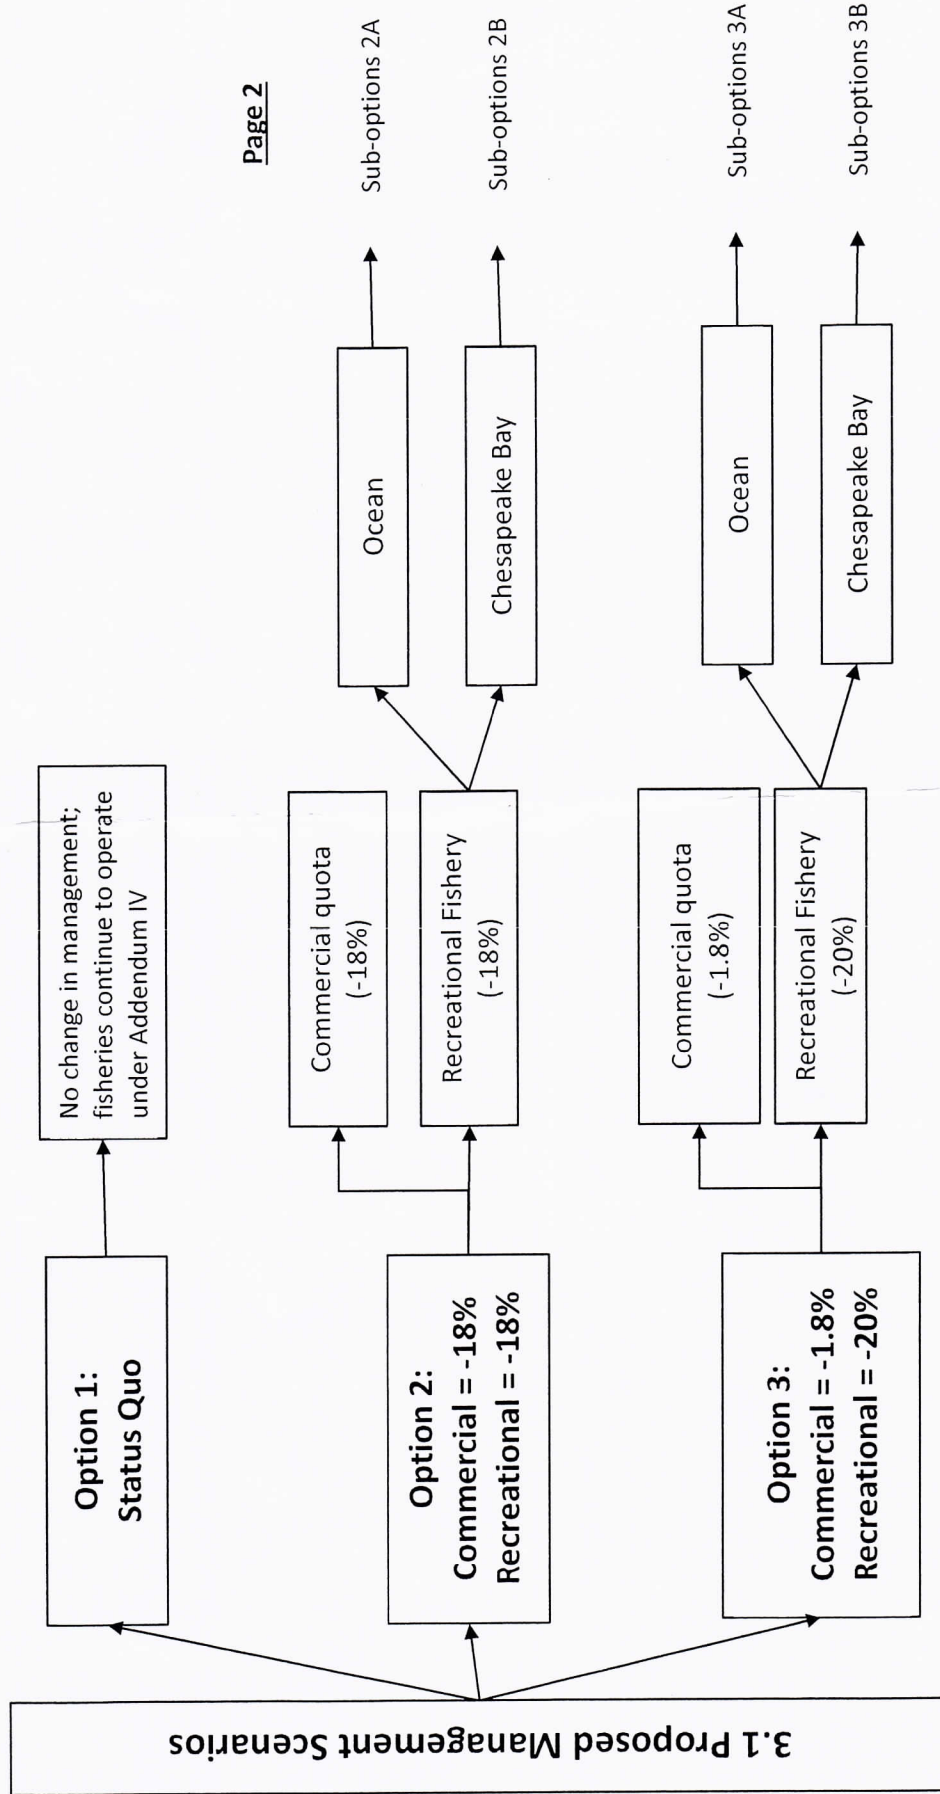 3.1 Proposed Management Scenarios
Option 1:
Status Quo
No change in management;
fisheries continue to operate
under Addendum IV
Page 2
Option 2:
Commercial = -18%
Recreational = -18%
Commercial quota
(-18%)
Recreational Fishery
(-18%)
Ocean
Sub-options 2A
Chesapeake Bay
Sub-options 2B
Option 3:
Commercial = -1.8%
Recreational = -20%
Commercial quota
(-1.8%)
Recreational Fishery
(-20%)
Ocean
Sub-options 3A
Chesapeake Bay
Sub-options 3B